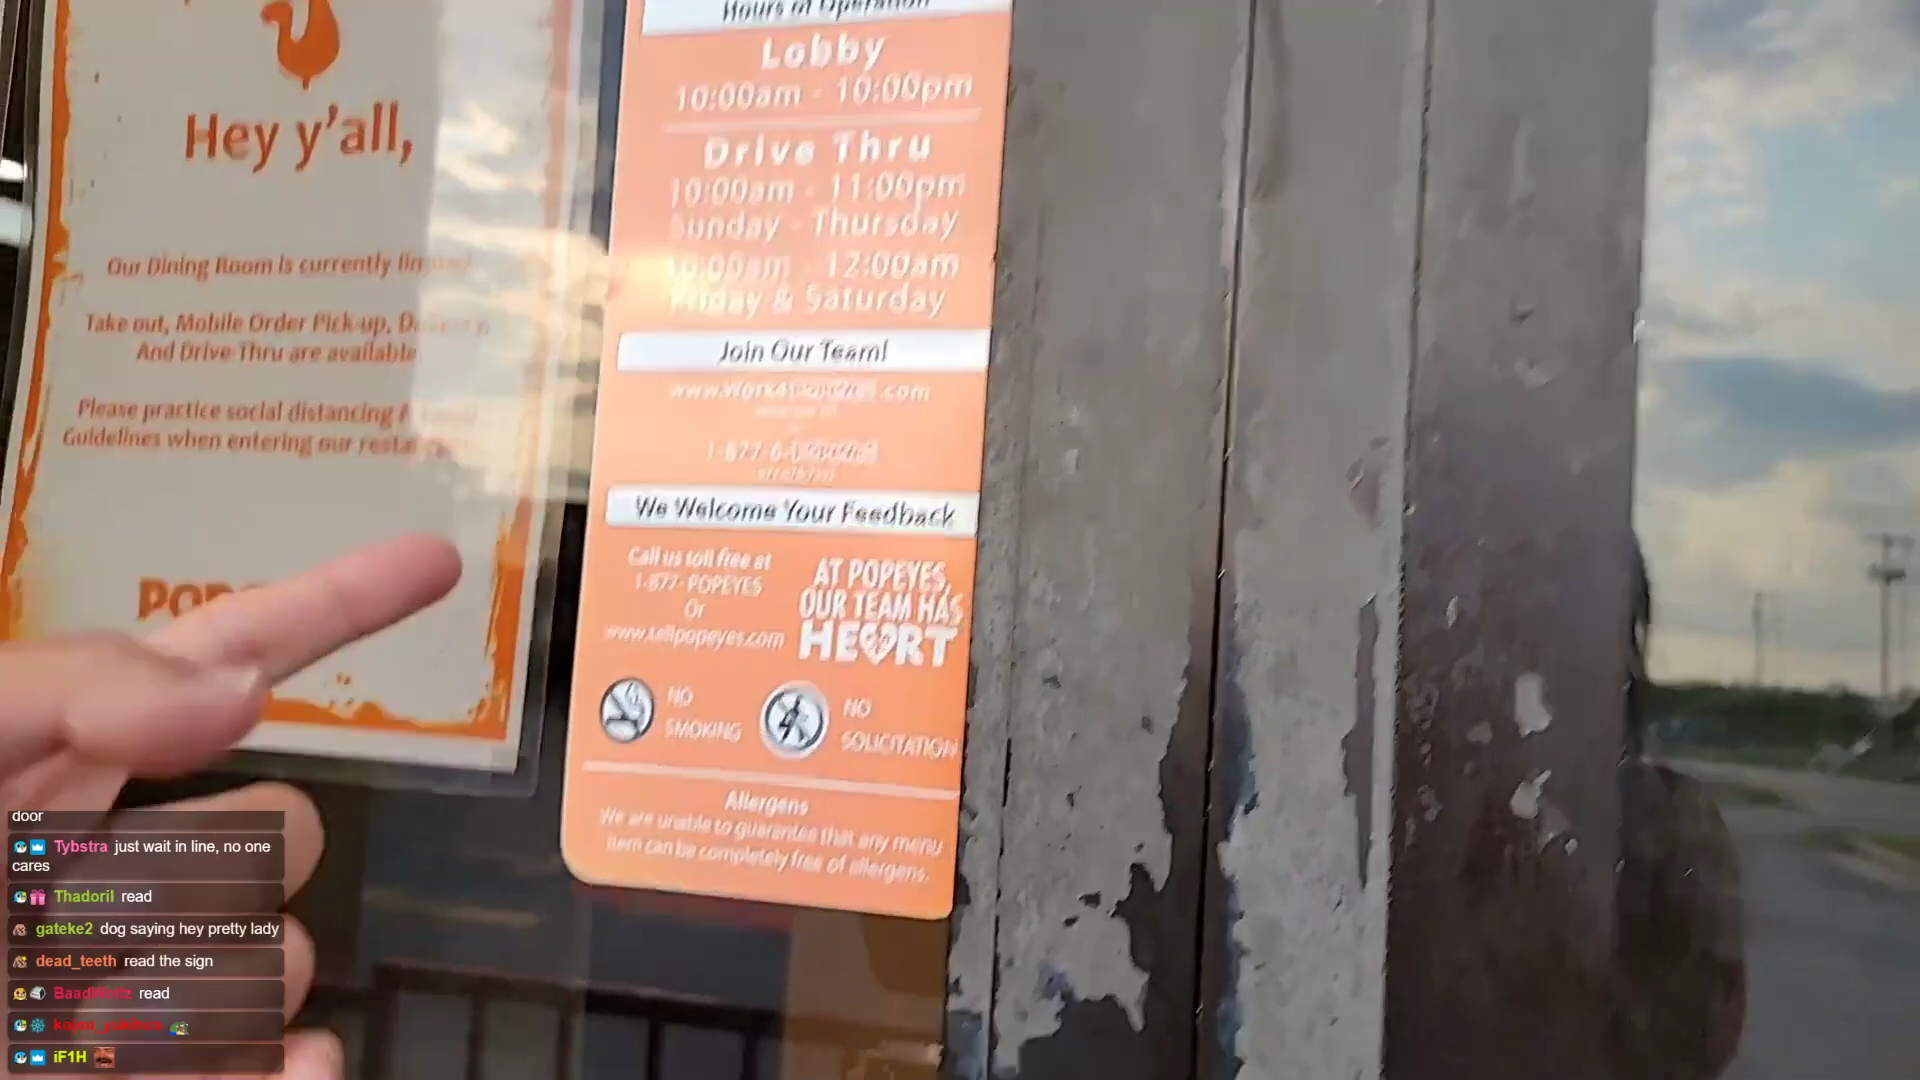 Hey y'all,
Our Dining Room is currently
Take out, Mobile Order Pick-up,
And Drive Thru are available
Please practice social distancing
Guidelines when entering our
Hours of Operation
Lobby
10:00am - 10:00pm
Drive Thru
10:00am - 11:00pm
Sunday - Thursday
10:00am - 12:00am
Friday & Saturday
Join Our Team!
We Welcome Your Feedback
Call us toll free at
1-877-POPEYES
Or
www.tellpopeyes.com
AT POPEYES,
OUR TEAM HAS
HEART
NO
SMOKING
NO
SOLICITATION
Allergens
We are unable to guarantee that any menu
item can be completely free of allergens.
door
Tybstra just wait in line, no one
cares
Thadoril read
gateke2 dog saying hey pretty lady
dead_teeth read the sign
read
iF1H